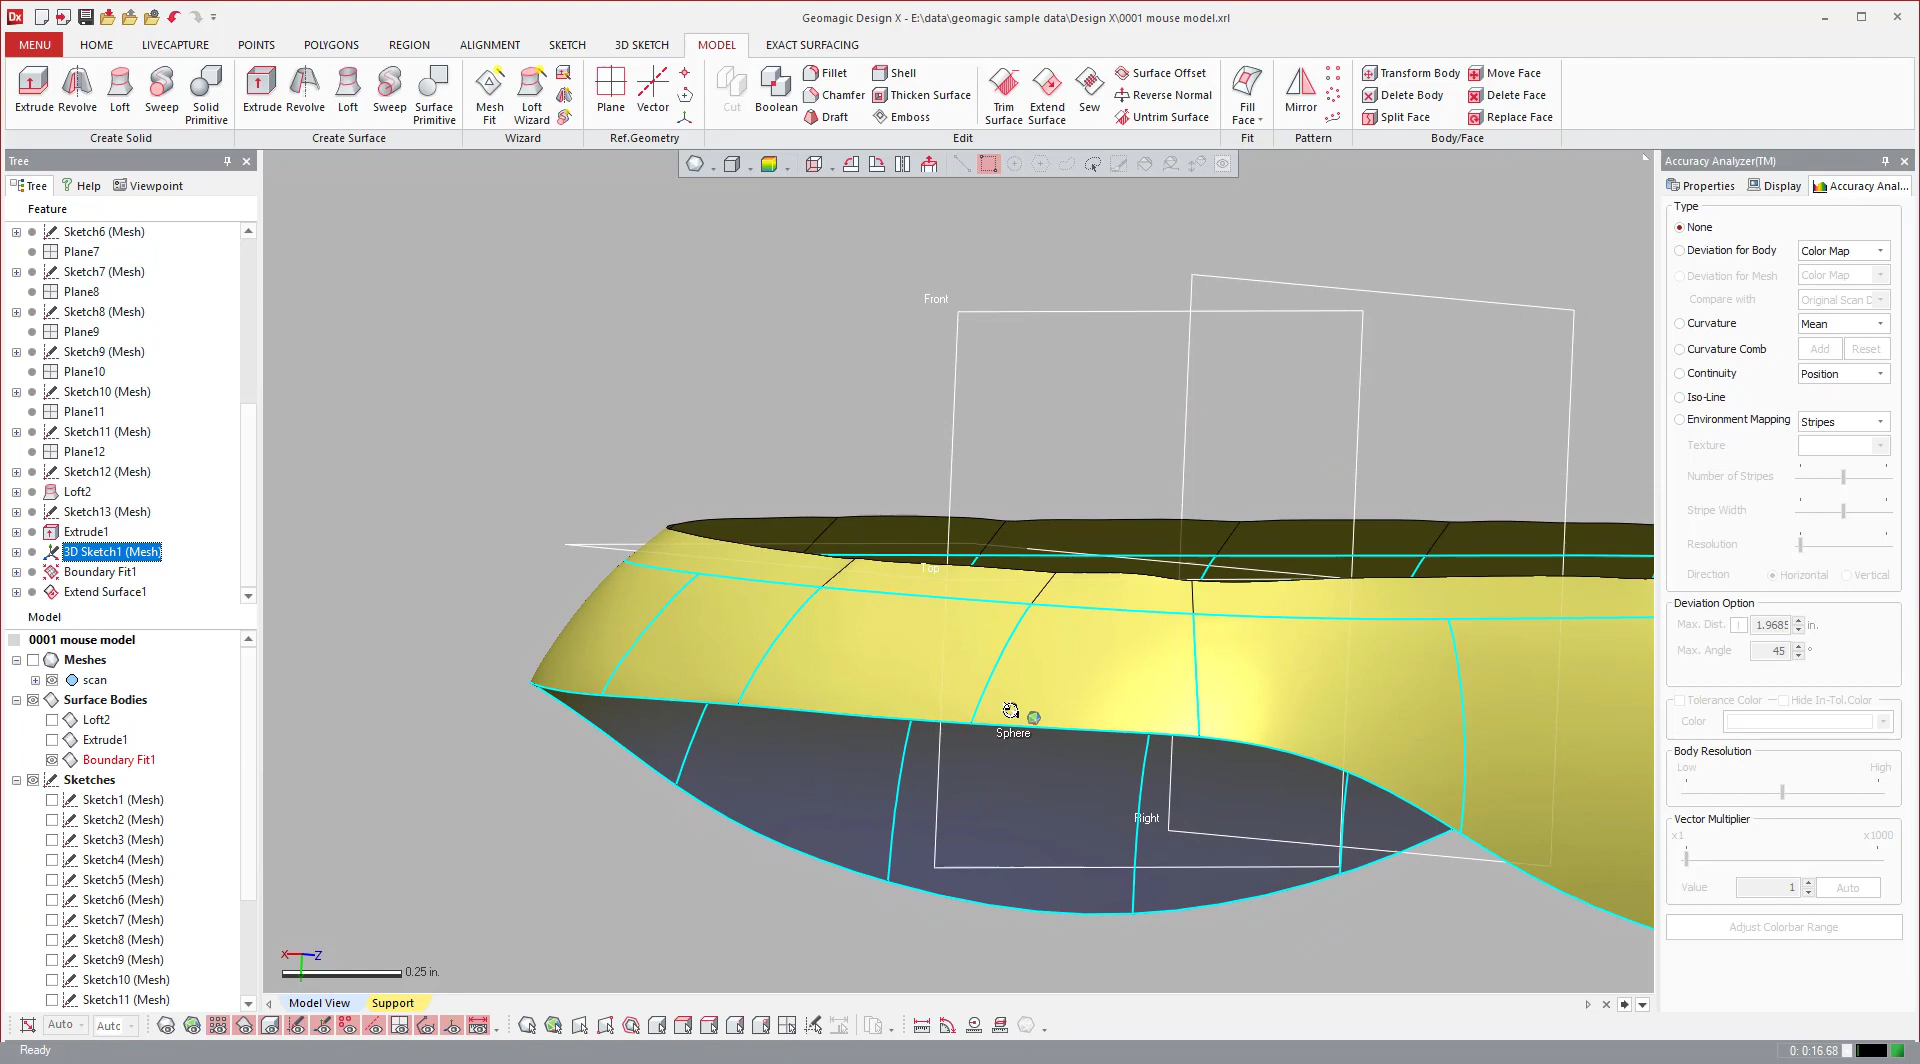 Dx
Geomagic Design X - E:\data\geomagic sample data\Design X\0001 mouse model.xrl
MENU HOME LIVECAPTURE POINTS POLYGONS REGION ALIGNMENT SKETCH 3D SKETCH MODEL EXACT SURFACING
Extrude Revolve Loft Sweep Solid Primitive
Create Solid
Extrude Revolve Loft Sweep Surface Primitive
Create Surface
Mesh Fit Loft Wizard
Wizard
Plane Vector
Ref.Geometry
Cut Boolean
Fillet Shell
Chamfer Thicken Surface
Draft Emboss
Trim Surface Extend Surface Sew
Surface Offset
Reverse Normal
Untrim Surface
Edit
Fill Face
Fit
Mirror
Pattern
Transform Body Move Face
Delete Body Delete Face
Split Face Replace Face
Body/Face
Tree
Tree Help Viewpoint
Feature
Sketch6 (Mesh)
Plane7
Sketch7 (Mesh)
Plane8
Sketch8 (Mesh)
Plane9
Sketch9 (Mesh)
Plane10
Sketch10 (Mesh)
Plane11
Sketch11 (Mesh)
Plane12
Sketch12 (Mesh)
Loft2
Sketch13 (Mesh)
Extrude1
3D Sketch1 (Mesh)
Boundary Fit1
Extend Surface1
Model
0001 mouse model
Meshes
scan
Surface Bodies
Loft2
Extrude1
Boundary Fit1
Sketches
Sketch1 (Mesh)
Sketch2 (Mesh)
Sketch3 (Mesh)
Sketch4 (Mesh)
Sketch5 (Mesh)
Sketch6 (Mesh)
Sketch7 (Mesh)
Sketch8 (Mesh)
Sketch9 (Mesh)
Sketch10 (Mesh)
Sketch11 (Mesh)
Front
Top
Sphere
Right
X Z
0.25 in.
Model View Support
Accuracy Analyzer(TM)
Properties Display Accuracy Anal...
Type
None
Deviation for Body Color Map
Deviation for Mesh Color Map
Compare with Original Scan D
Curvature Mean
Curvature Comb Add Reset
Continuity Position
Iso-Line
Environment Mapping Stripes
Texture
Number of Stripes
Stripe Width
Resolution
Direction Horizontal Vertical
Deviation Option
Max. Dist. 1.9685 in.
Max. Angle 45 °
Tolerance Color Hide In-Tol.Color
Color
Body Resolution
Low High
Vector Multiplier
x1 x1000
Value 1 Auto
Adjust Colorbar Range
Auto Auto
Ready
0: 0:16.68